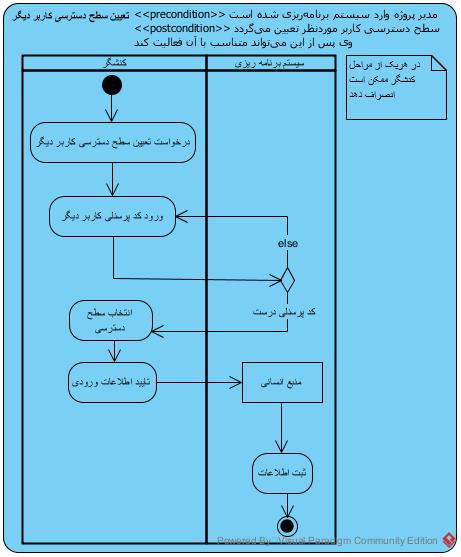 تعیین سطح دسترسی کاربر دیگر <<precondition>> مدیر پروژه وارد سیستم برنامه‌ریزی شده است
<<postcondition>> سطح دسترسی کاربر موردنظر تعیین می‌گردد
وی پس از این می‌تواند متناسب با آن فعالیت کند
کنشگر
سیستم برنامه ریزی
در هریک از مراحل
کنشگر ممکن است
انصراف دهد
درخواست تعیین سطح دسترسی کاربر دیگر
ورود کد پرسنلی کاربر دیگر
else
کد پرسنلی درست
انتخاب سطح
دسترسی
تایید اطلاعات ورودی
منبع انسانی
ثبت اطلاعات
Powered By Visual Paradigm Community Edition